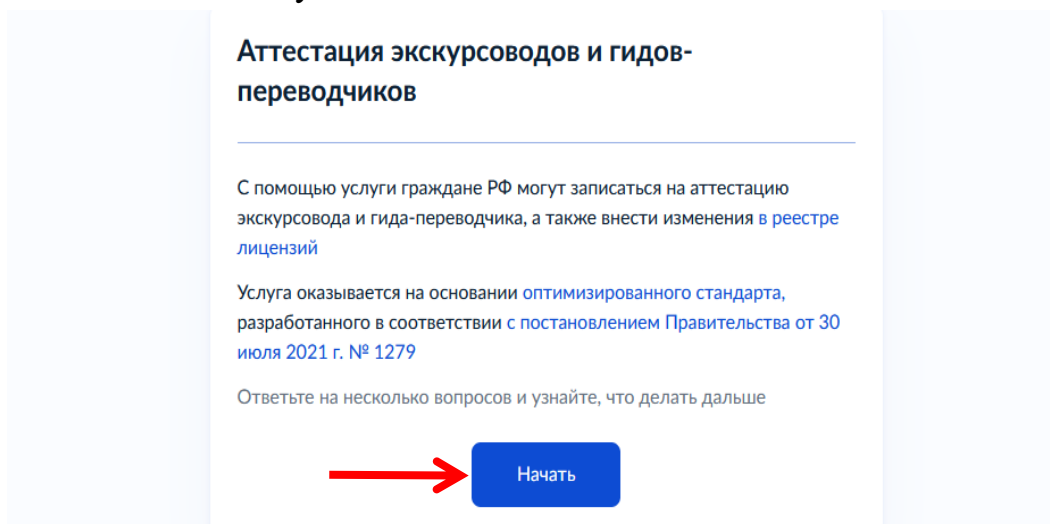 Аттестация экскурсоводов и гидов-
переводчиков
С помощью услуги граждане РФ могут записаться на аттестацию
экскурсовода и гида-переводчика, а также внести изменения в реестре
лицензий
Услуга оказывается на основании оптимизированного стандарта,
разработанного в соответствии с постановлением Правительства от 30
июля 2021 г. № 1279
Ответьте на несколько вопросов и узнайте, что делать дальше
Начать